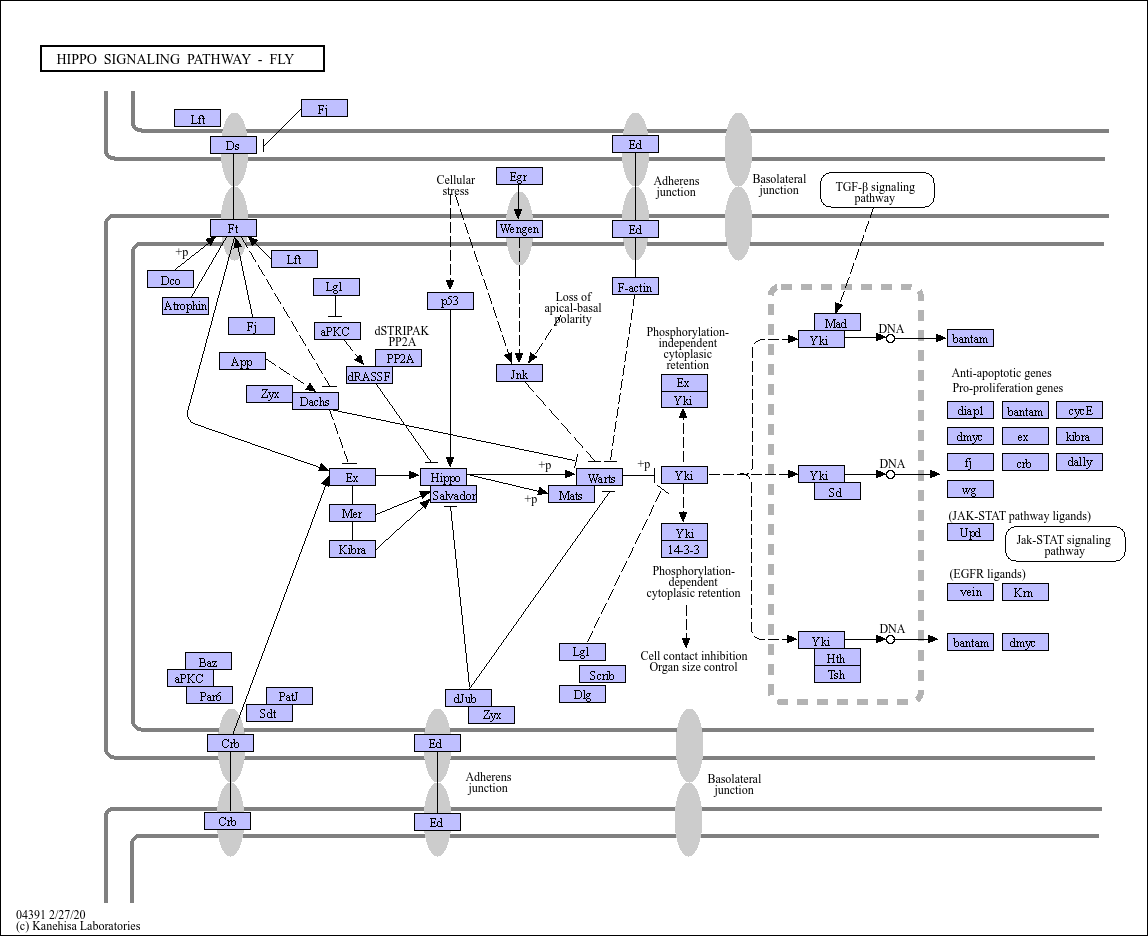 HIPPO SIGNALING PATHWAY - FLY
Fj
Lft
Ds
Ed
Egr
Cellular
stress
Adherens
junction
Basolateral
junction
TGF-β signaling
pathway
Ft
Wengen
Ed
+p
Lft
Dco
Lgl
F-actin
p53
Atrophin
Loss of
apical-basal
polarity
Fj
aPKC
dSTRIPAK
PP2A
PP2A
Phosphorylation-
independent
cytoplasic
retention
Mad
Yki
DNA
bantam
App
dRASSF
Jnk
Ex
Yki
Anti-apoptotic genes
Pro-proliferation genes
Zyx
Dachs
diap1
bantam
cycE
dmyc
ex
kibra
fj
crb
dally
wg
Ex
Hippo
Salvador
+p
+p
Warts
Mats
+p
Yki
Yki
Sd
DNA
Mer
Kibra
Yki
14-3-3
(JAK-STAT pathway ligands)
Upd
Jak-STAT signaling
pathway
Phosphorylation-
dependent
cytoplasic retention
(EGFR ligands)
vein
Krn
Cell contact inhibition
Organ size control
Yki
Hth
Tsh
DNA
bantam
dmyc
Lgl
Scrib
Dlg
Baz
aPKC
Par6
PatJ
Sdt
dJub
Zyx
Crb
Ed
Adherens
junction
Basolateral
junction
Crb
Ed
04391 2/27/20
(c) Kanehisa Laboratories